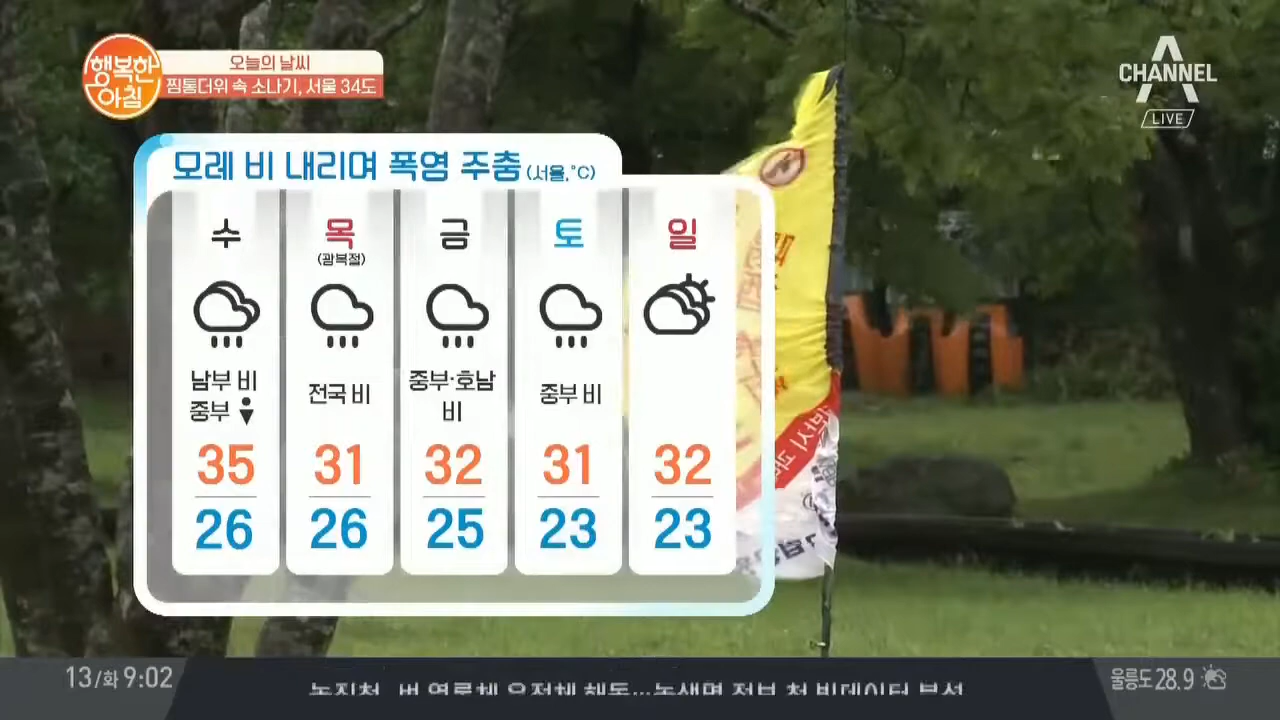 행복한
아침
오늘의 날씨
찜통더위 속 소나기, 서울 34도
CHANNEL A
LIVE
모레 비 내리며 폭염 주춤 (서울,°C)
수 목 금 토 일
(광복절)
남부 비
중부
전국 비
중부·호남
비
중부 비
35 31 32 31 32
26 26 25 23 23
13/화 9:02
울릉도 28.9